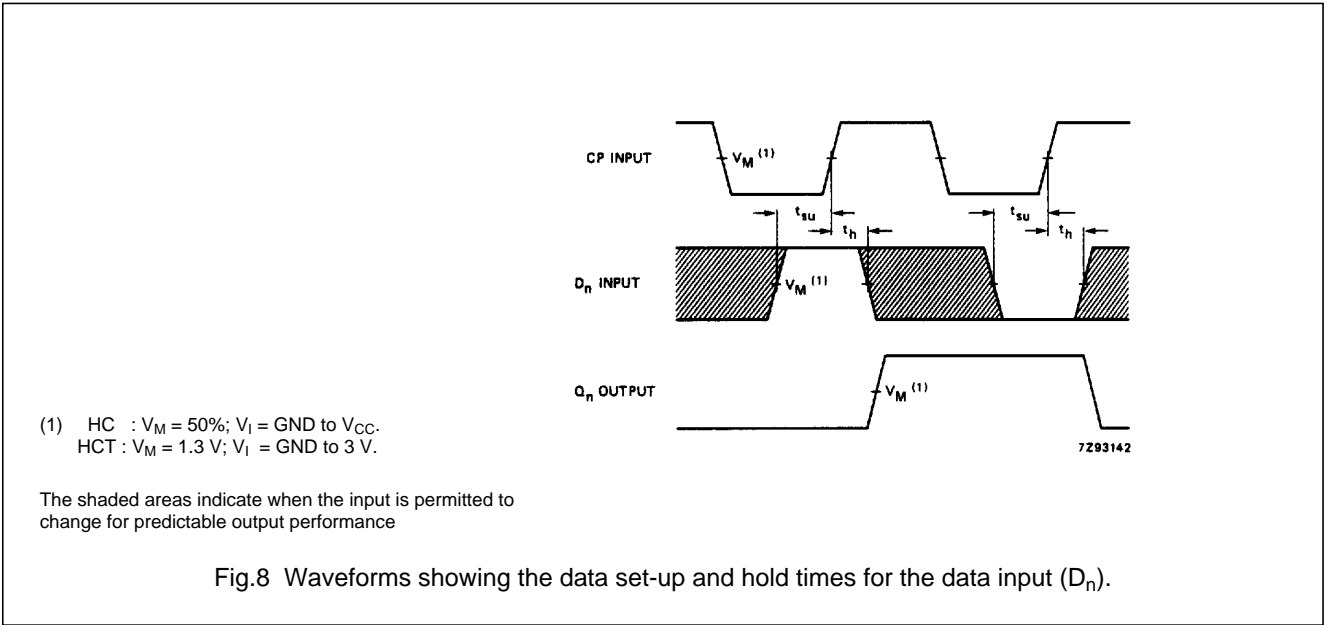 CP INPUT
V_M (1)
t_su
t_su
t_h
t_h
D_n INPUT
V_M (1)
Q_n OUTPUT
V_M (1)
7Z93142
(1) HC : V_M = 50%; V_I = GND to V_CC.
HCT : V_M = 1.3 V; V_I = GND to 3 V.
The shaded areas indicate when the input is permitted to
change for predictable output performance
Fig.8 Waveforms showing the data set-up and hold times for the data input (D_n).